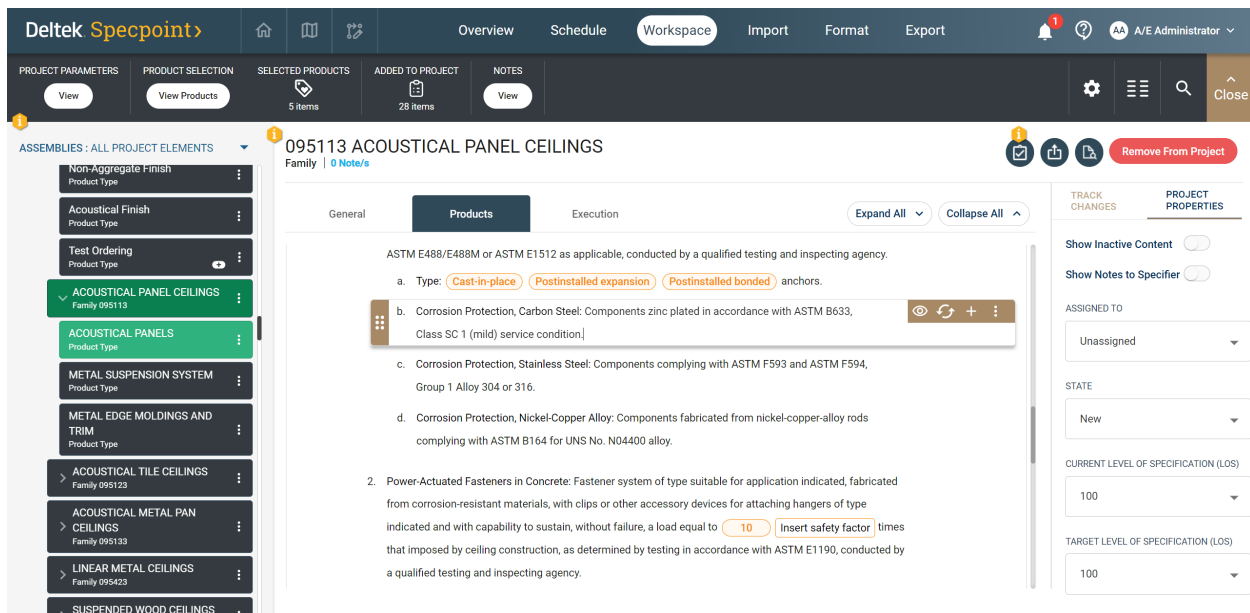 Deltek Specpoint
Overview
Schedule
Workspace
Import
Format
Export
1
AA
A/E Administrator
PROJECT PARAMETERS
View
PRODUCT SELECTION
View Products
SELECTED PRODUCTS
5 items
ADDED TO PROJECT
28 items
NOTES
View
Close
ASSEMBLIES : ALL PROJECT ELEMENTS
Non-Aggregate Finish
Product Type
Acoustical Finish
Product Type
Test Ordering
Product Type
ACOUSTICAL PANEL CEILINGS
Family 095113
ACOUSTICAL PANELS
Product Type
METAL SUSPENSION SYSTEM
Product Type
METAL EDGE MOLDINGS AND
TRIM
Product Type
ACOUSTICAL TILE CEILINGS
Family 095123
ACOUSTICAL METAL PAN
CEILINGS
Family 095133
LINEAR METAL CEILINGS
Family 095423
SUSPENDED WOOD CEILINGS
095113 ACOUSTICAL PANEL CEILINGS
Family | 0 Note/s
Remove From Project
General
Products
Execution
Expand All
Collapse All
ASTM E488/E488M or ASTM E1512 as applicable, conducted by a qualified testing and inspecting agency.
a. Type: Cast-in-place Postinstalled expansion Postinstalled bonded anchors.
b. Corrosion Protection, Carbon Steel: Components zinc plated in accordance with ASTM B633,
Class SC 1 (mild) service condition.
c. Corrosion Protection, Stainless Steel: Components complying with ASTM F593 and ASTM F594,
Group 1 Alloy 304 or 316.
d. Corrosion Protection, Nickel-Copper Alloy: Components fabricated from nickel-copper-alloy rods
complying with ASTM B164 for UNS No. N04400 alloy.
2. Power-Actuated Fasteners in Concrete: Fastener system of type suitable for application indicated, fabricated
from corrosion-resistant materials, with clips or other accessory devices for attaching hangers of type
indicated and with capability to sustain, without failure, a load equal to 10 Insert safety factor times
that imposed by ceiling construction, as determined by testing in accordance with ASTM E1190, conducted by
a qualified testing and inspecting agency.
TRACK
CHANGES
PROJECT
PROPERTIES
Show Inactive Content
Show Notes to Specifier
ASSIGNED TO
Unassigned
STATE
New
CURRENT LEVEL OF SPECIFICATION (LOS)
100
TARGET LEVEL OF SPECIFICATION (LOS)
100